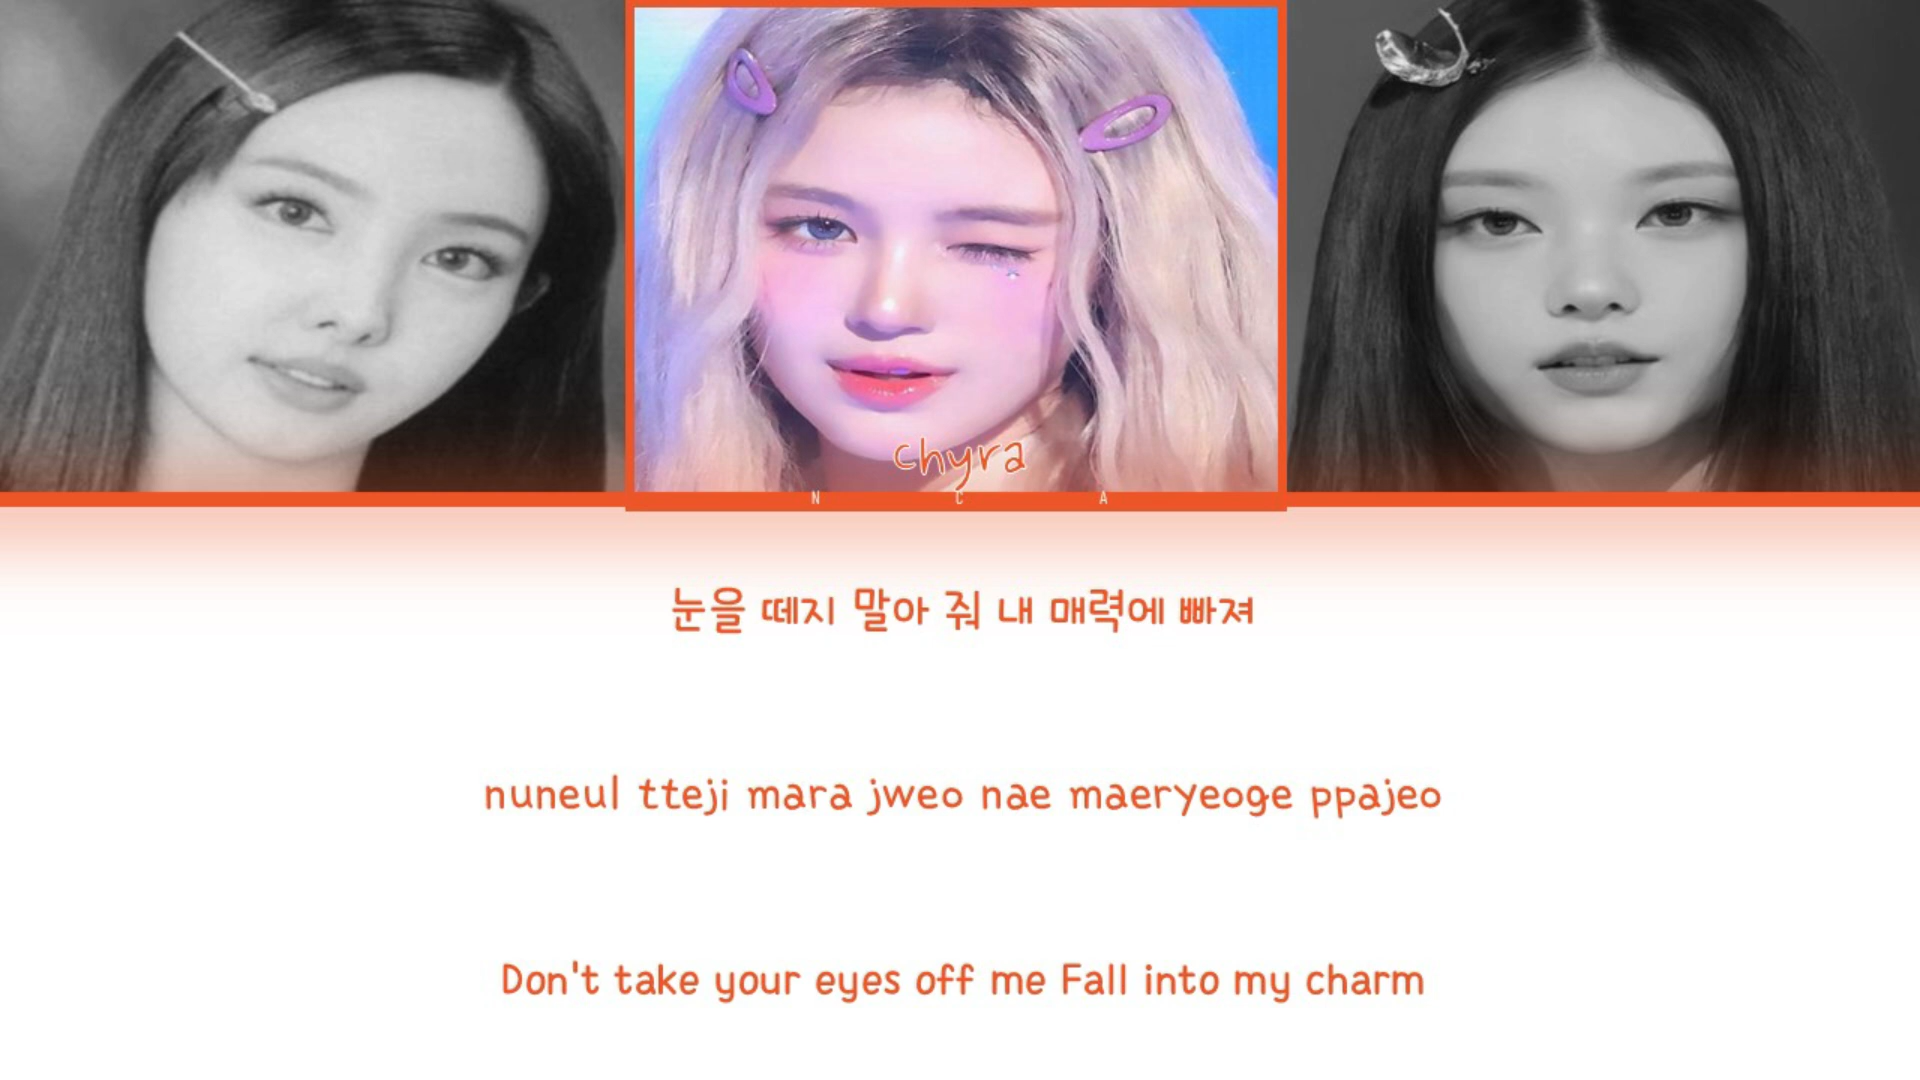 chyra
N C A
눈을 떼지 말아 줘 내 매력에 빠져
nuneul tteji mara jweo nae maeryeoge ppajeo
Don't take your eyes off me Fall into my charm